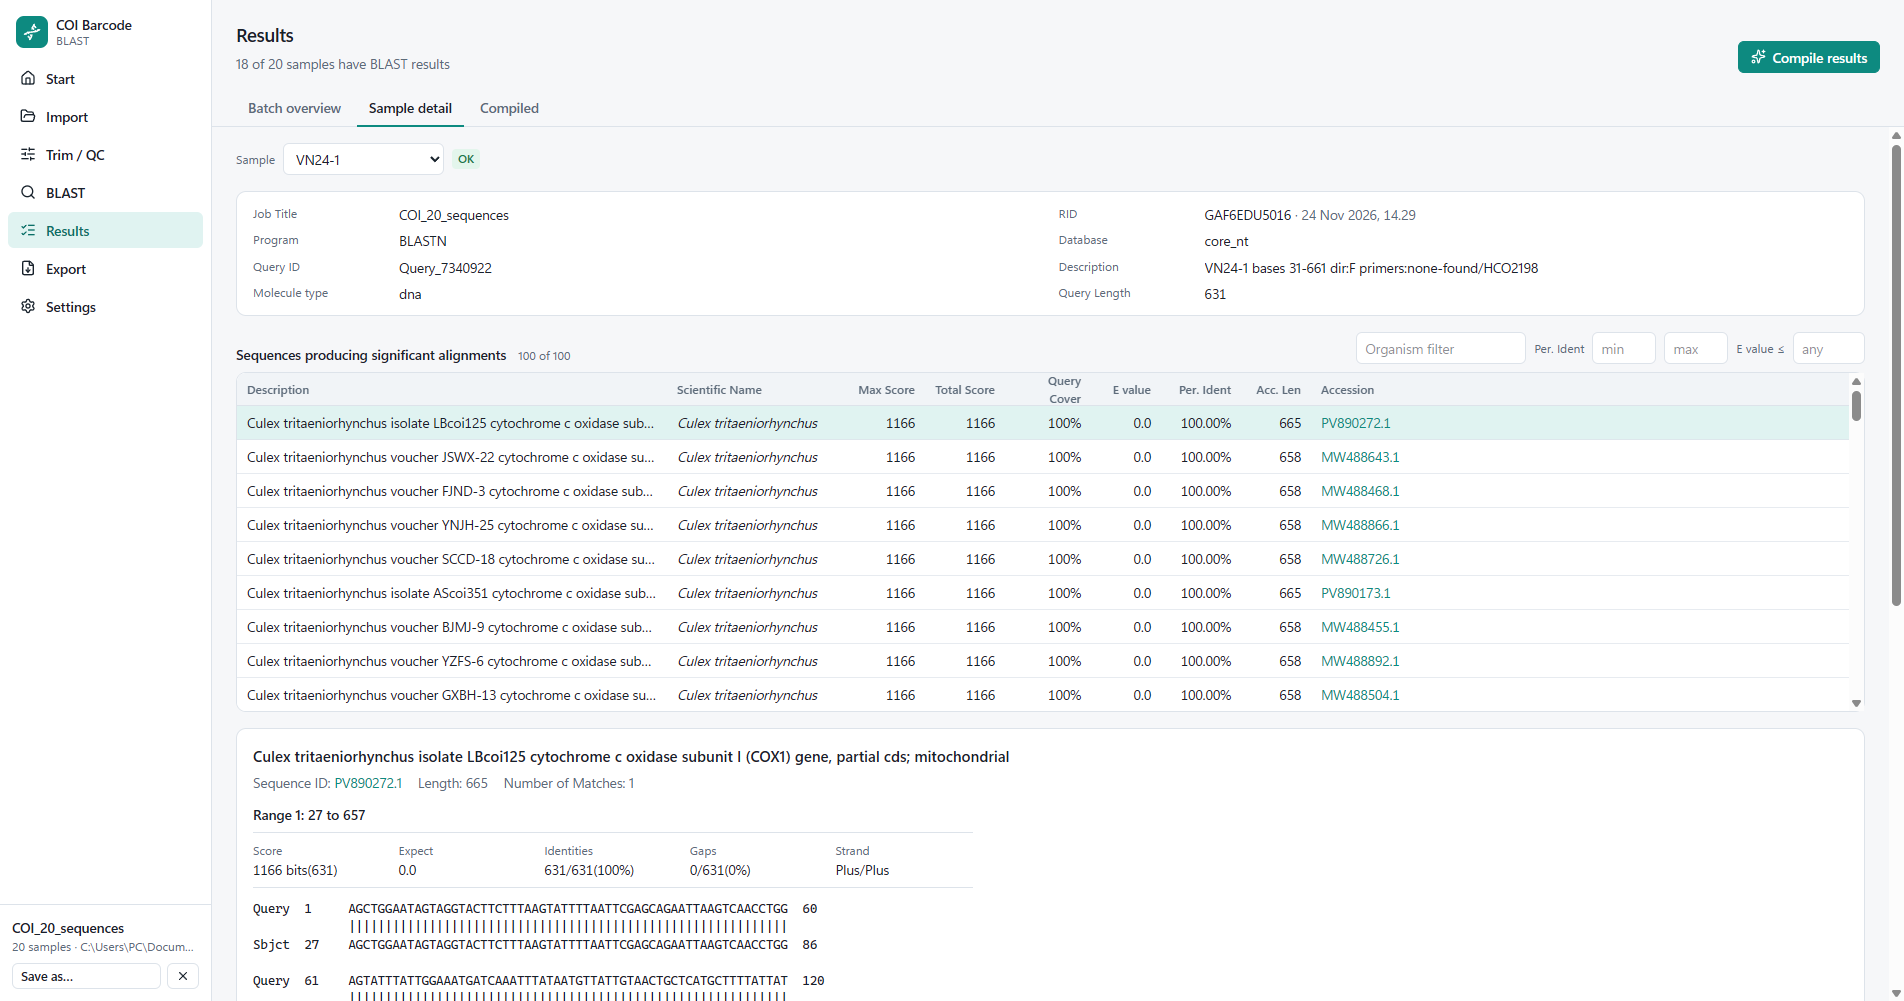 COI Barcode
BLAST
Start
Import
Trim / QC
BLAST
Results
Export
Settings
COI_20_sequences
20 samples · C:\Users\PC\Docum...
Save as... ×
Results
18 of 20 samples have BLAST results
Compile results
Batch overview Sample detail Compiled
Sample VN24-1 OK
Job Title COI_20_sequences RID GAF6EDU5016 · 24 Nov 2026, 14.29
Program BLASTN Database core_nt
Query ID Query_7340922 Description VN24-1 bases 31-661 dir:F primers:none-found/HCO2198
Molecule type dna Query Length 631
Sequences producing significant alignments 100 of 100 Organism filter Per. Ident min max E value ≤ any
Description Scientific Name Max Score Total Score Query Cover E value Per. Ident Acc. Len Accession
Culex tritaeniorhynchus isolate LBcoi125 cytochrome c oxidase sub... Culex tritaeniorhynchus 1166 1166 100% 0.0 100.00% 665 PV890272.1
Culex tritaeniorhynchus voucher JSWX-22 cytochrome c oxidase su... Culex tritaeniorhynchus 1166 1166 100% 0.0 100.00% 658 MW488643.1
Culex tritaeniorhynchus voucher FJND-3 cytochrome c oxidase sub... Culex tritaeniorhynchus 1166 1166 100% 0.0 100.00% 658 MW488468.1
Culex tritaeniorhynchus voucher YNJH-25 cytochrome c oxidase su... Culex tritaeniorhynchus 1166 1166 100% 0.0 100.00% 658 MW488866.1
Culex tritaeniorhynchus voucher SCCD-18 cytochrome c oxidase su... Culex tritaeniorhynchus 1166 1166 100% 0.0 100.00% 658 MW488726.1
Culex tritaeniorhynchus isolate AScoi351 cytochrome c oxidase sub... Culex tritaeniorhynchus 1166 1166 100% 0.0 100.00% 665 PV890173.1
Culex tritaeniorhynchus voucher BJMJ-9 cytochrome c oxidase sub... Culex tritaeniorhynchus 1166 1166 100% 0.0 100.00% 658 MW488455.1
Culex tritaeniorhynchus voucher YZFS-6 cytochrome c oxidase sub... Culex tritaeniorhynchus 1166 1166 100% 0.0 100.00% 658 MW488892.1
Culex tritaeniorhynchus voucher GXBH-13 cytochrome c oxidase su... Culex tritaeniorhynchus 1166 1166 100% 0.0 100.00% 658 MW488504.1
Culex tritaeniorhynchus isolate LBcoi125 cytochrome c oxidase subunit I (COX1) gene, partial cds; mitochondrial
Sequence ID: PV890272.1 Length: 665 Number of Matches: 1
Range 1: 27 to 657
Score Expect Identities Gaps Strand
1166 bits(631) 0.0 631/631(100%) 0/631(0%) Plus/Plus
Query 1 AGCTGGAATAGTAGGTACTTCTTTAAGTATTTTAATTCGAGCAGAATTAAGTCAACCTGG 60
||||||||||||||||||||||||||||||||||||||||||||||||||||||||||||
Sbjct 27 AGCTGGAATAGTAGGTACTTCTTTAAGTATTTTAATTCGAGCAGAATTAAGTCAACCTGG 86
Query 61 AGTATTTATTGGAAATGATCAAATTTATAATGTTATTGTAACTGCTCATGCTTTTATTAT 120
||||||||||||||||||||||||||||||||||||||||||||||||||||||||||||